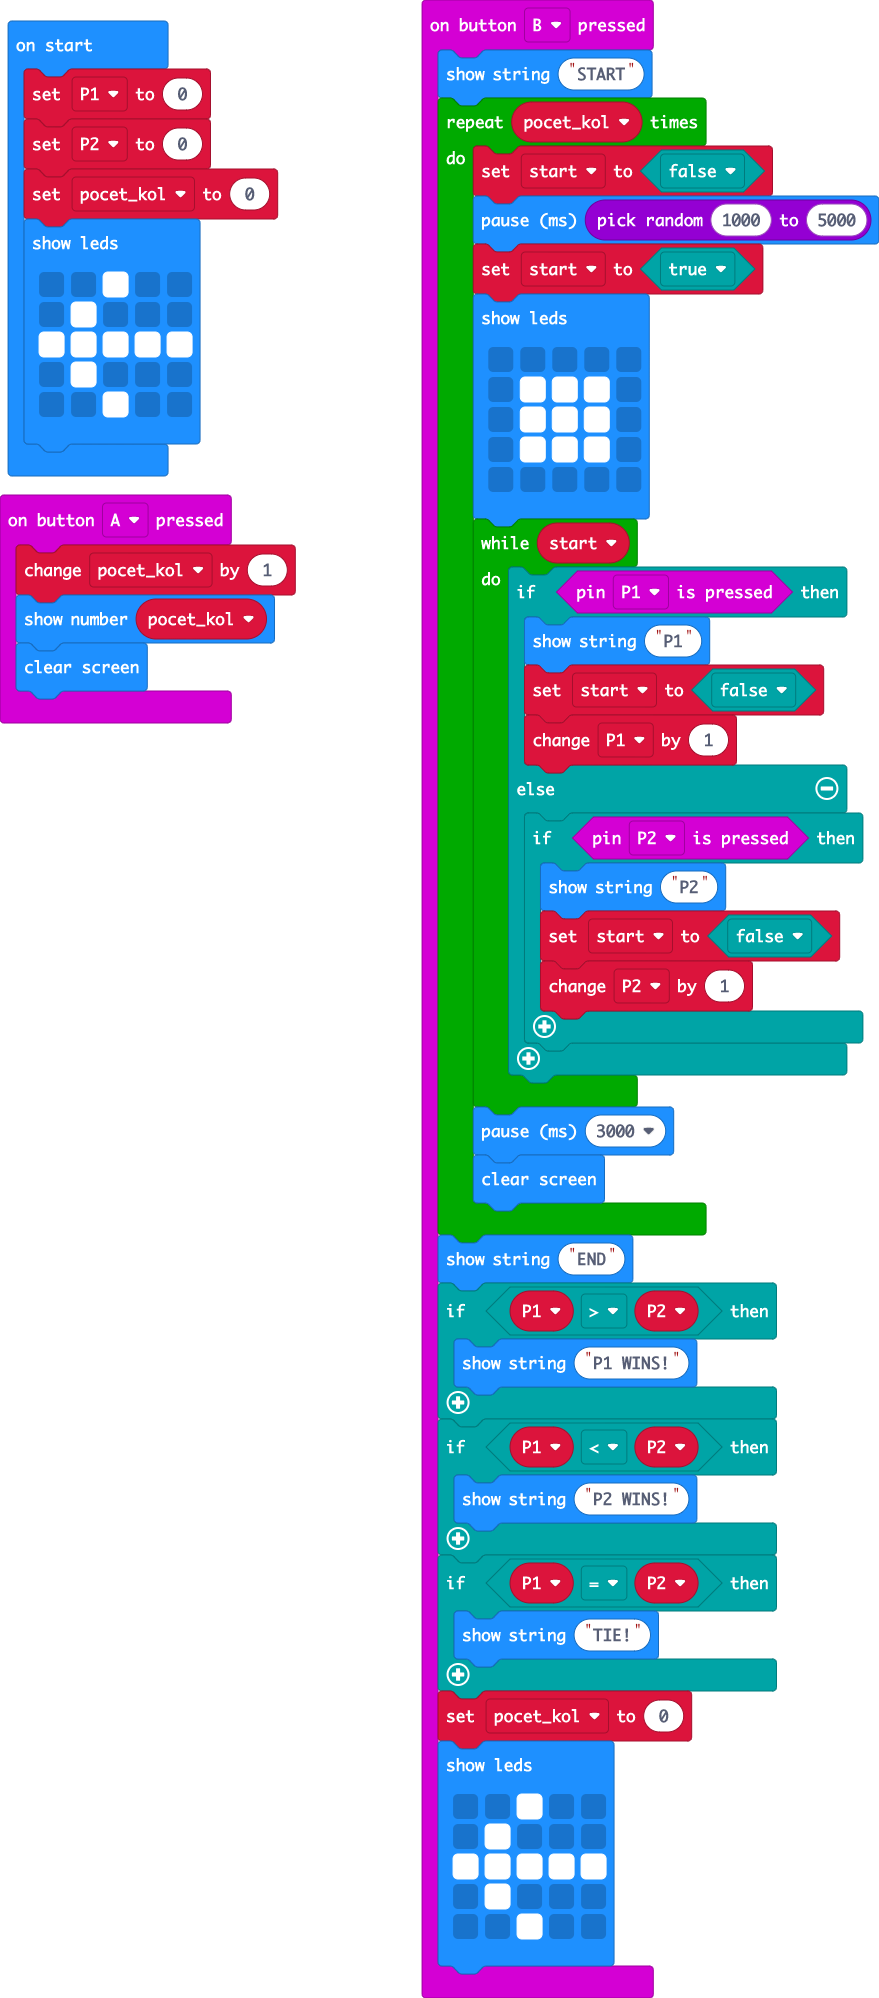 on start
set P1 to 0
set P2 to 0
set pocet_kol to 0
show leds
on button A pressed
change pocet_kol by 1
show number pocet_kol
clear screen
on button B pressed
show string "START"
repeat pocet_kol times
do
set start to false
pause (ms) pick random 1000 to 5000
set start to true
show leds
while start
do
if pin P1 is pressed then
show string "P1"
set start to false
change P1 by 1
else
if pin P2 is pressed then
show string "P2"
set start to false
change P2 by 1
pause (ms) 3000
clear screen
show string "END"
if P1 > P2 then
show string "P1 WINS!"
if P1 < P2 then
show string "P2 WINS!"
if P1 = P2 then
show string "TIE!"
set pocet_kol to 0
show leds